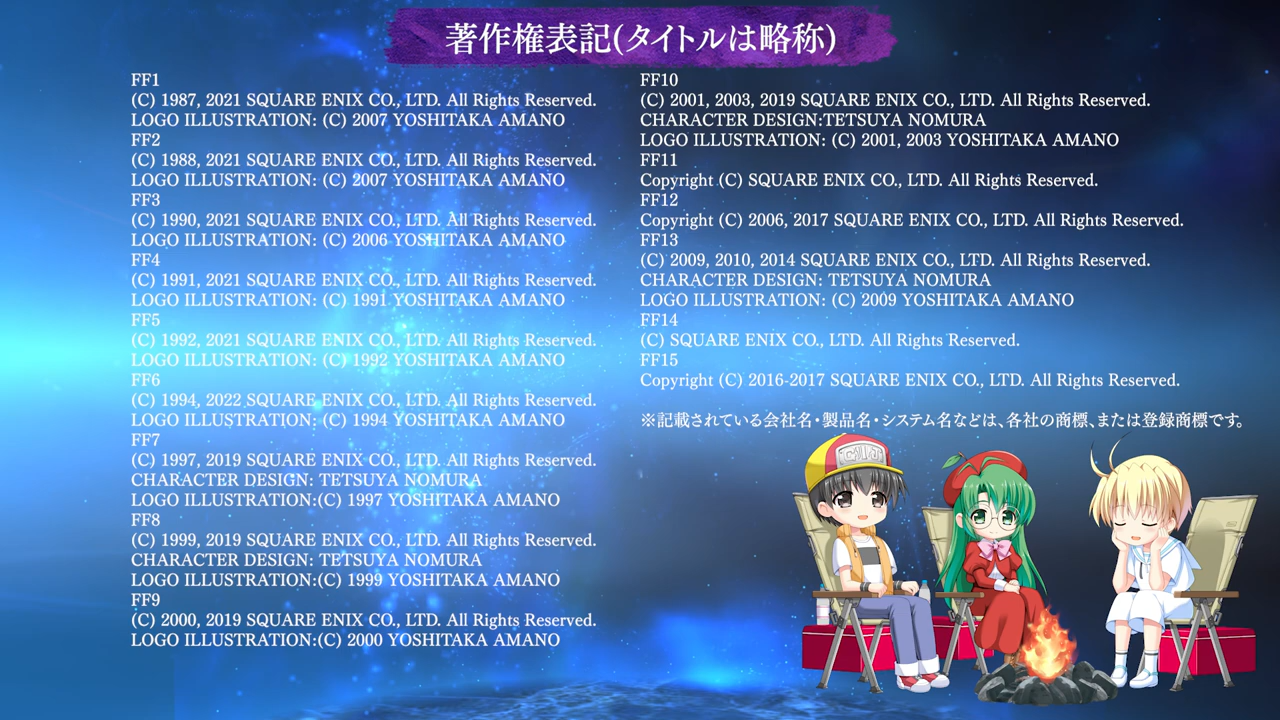 著作権表記(タイトルは略称)
FF1
(C) 1987, 2021 SQUARE ENIX CO., LTD. All Rights Reserved.
LOGO ILLUSTRATION: (C) 2007 YOSHITAKA AMANO
FF2
(C) 1988, 2021 SQUARE ENIX CO., LTD. All Rights Reserved.
LOGO ILLUSTRATION: (C) 2007 YOSHITAKA AMANO
FF3
(C) 1990, 2021 SQUARE ENIX CO., LTD. All Rights Reserved.
LOGO ILLUSTRATION: (C) 2006 YOSHITAKA AMANO
FF4
(C) 1991, 2021 SQUARE ENIX CO., LTD. All Rights Reserved.
LOGO ILLUSTRATION: (C) 1991 YOSHITAKA AMANO
FF5
(C) 1992, 2021 SQUARE ENIX CO., LTD. All Rights Reserved.
LOGO ILLUSTRATION: (C) 1992 YOSHITAKA AMANO
FF6
(C) 1994, 2022 SQUARE ENIX CO., LTD. All Rights Reserved.
LOGO ILLUSTRATION: (C) 1994 YOSHITAKA AMANO
FF7
(C) 1997, 2019 SQUARE ENIX CO., LTD. All Rights Reserved.
CHARACTER DESIGN: TETSUYA NOMURA
LOGO ILLUSTRATION:(C) 1997 YOSHITAKA AMANO
FF8
(C) 1999, 2019 SQUARE ENIX CO., LTD. All Rights Reserved.
CHARACTER DESIGN: TETSUYA NOMURA
LOGO ILLUSTRATION:(C) 1999 YOSHITAKA AMANO
FF9
(C) 2000, 2019 SQUARE ENIX CO., LTD. All Rights Reserved.
LOGO ILLUSTRATION:(C) 2000 YOSHITAKA AMANO
FF10
(C) 2001, 2003, 2019 SQUARE ENIX CO., LTD. All Rights Reserved.
CHARACTER DESIGN:TETSUYA NOMURA
LOGO ILLUSTRATION: (C) 2001, 2003 YOSHITAKA AMANO
FF11
Copyright (C) SQUARE ENIX CO., LTD. All Rights Reserved.
FF12
Copyright (C) 2006, 2017 SQUARE ENIX CO., LTD. All Rights Reserved.
FF13
(C) 2009, 2010, 2014 SQUARE ENIX CO., LTD. All Rights Reserved.
CHARACTER DESIGN: TETSUYA NOMURA
LOGO ILLUSTRATION: (C) 2009 YOSHITAKA AMANO
FF14
(C) SQUARE ENIX CO., LTD. All Rights Reserved.
FF15
Copyright (C) 2016-2017 SQUARE ENIX CO., LTD. All Rights Reserved.
※記載されている会社名・製品名・システム名などは、各社の商標、または登録商標です。